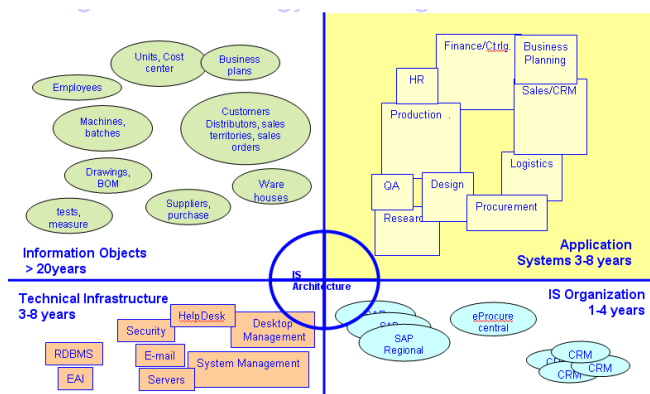 Units, Cost
center
Business
plans
Employees
Machines,
batches
Customers
Distributors, sales
territories, sales
orders
Drawings,
BOM
Ware
houses
tests,
measure
Suppliers,
purchase
Information Objects
> 20years
Finance/Ctrlg.
Business
Planning
HR
Sales/CRM
Production .
Logistics
QA
Design
Procurement
Application
Systems 3-8 years
IS
Architecture
Technical Infrastructure
3-8 years
HelpDesk
Security
Desktop
Management
RDBMS
E-mail
System Management
EAI
Servers
IS Organization
1-4 years
SAP
Regional
eProcure
central
CRM
CRM
CRM